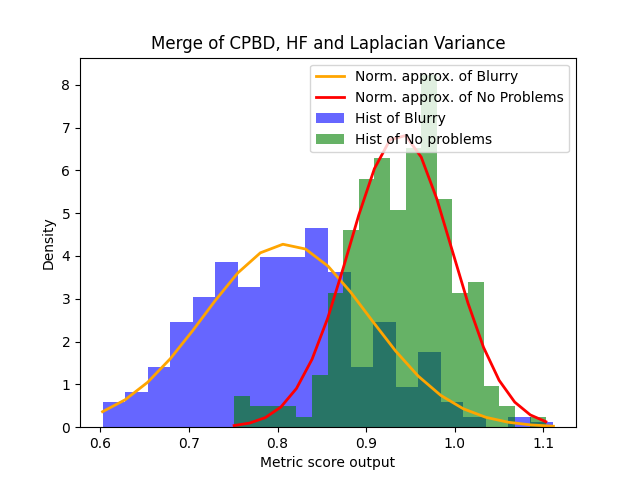 Merge of CPBD, HF and Laplacian Variance
Norm. approx. of Blurry
Norm. approx. of No Problems
Hist of Blurry
Hist of No problems
Density
8
7
6
5
4
3
2
1
0
0.6 0.7 0.8 0.9 1.0 1.1
Metric score output